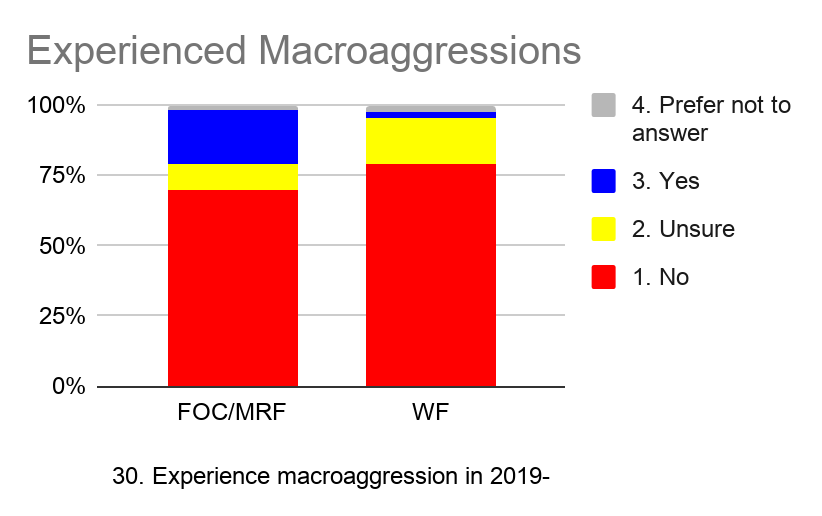 Experienced Macroaggressions
100%
75%
50%
25%
0%
FOC/MRF
WF
30. Experience macroaggression in 2019-
4. Prefer not to
answer
3. Yes
2. Unsure
1. No